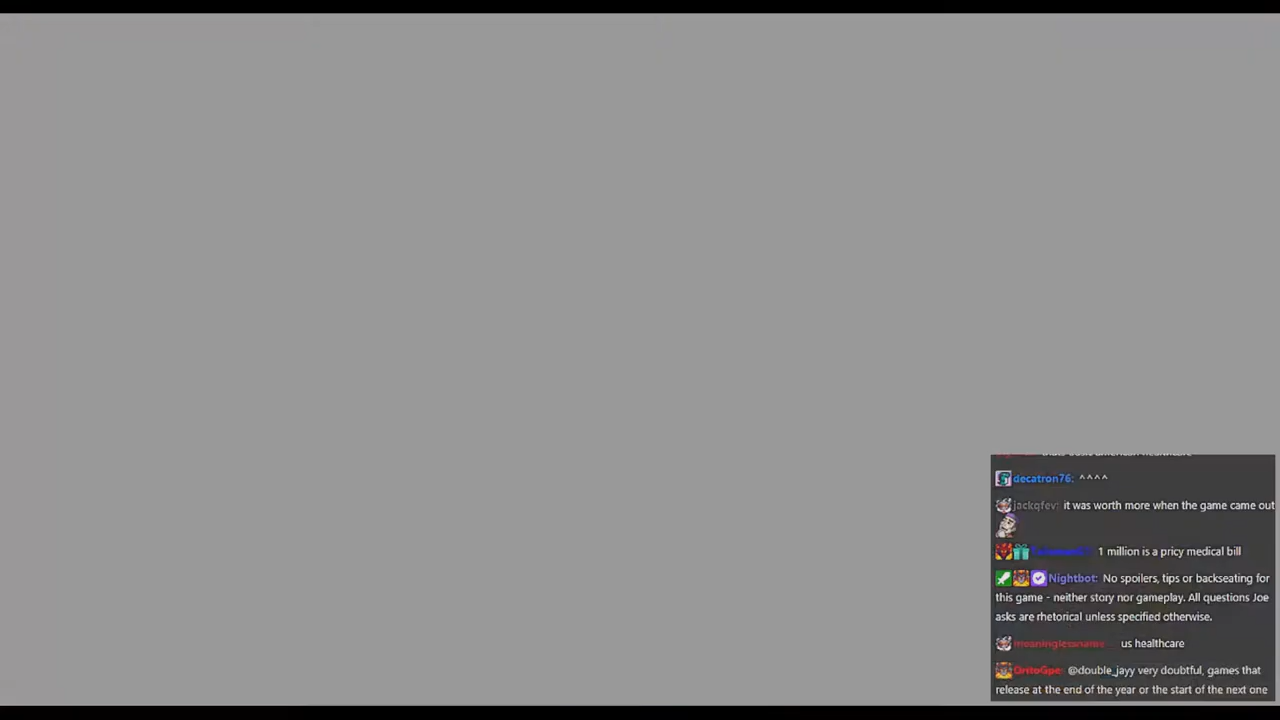 decatron76: ^^^^
jackqfev: it was worth more when the game came out
1 million is a pricy medical bill
Nightbot: No spoilers, tips or backseating for
this game - neither story nor gameplay. All questions Joe
asks are rhetorical unless specified otherwise.
us healthcare
OritoGpe: @double_jayy very doubtful, games that
release at the end of the year or the start of the next one